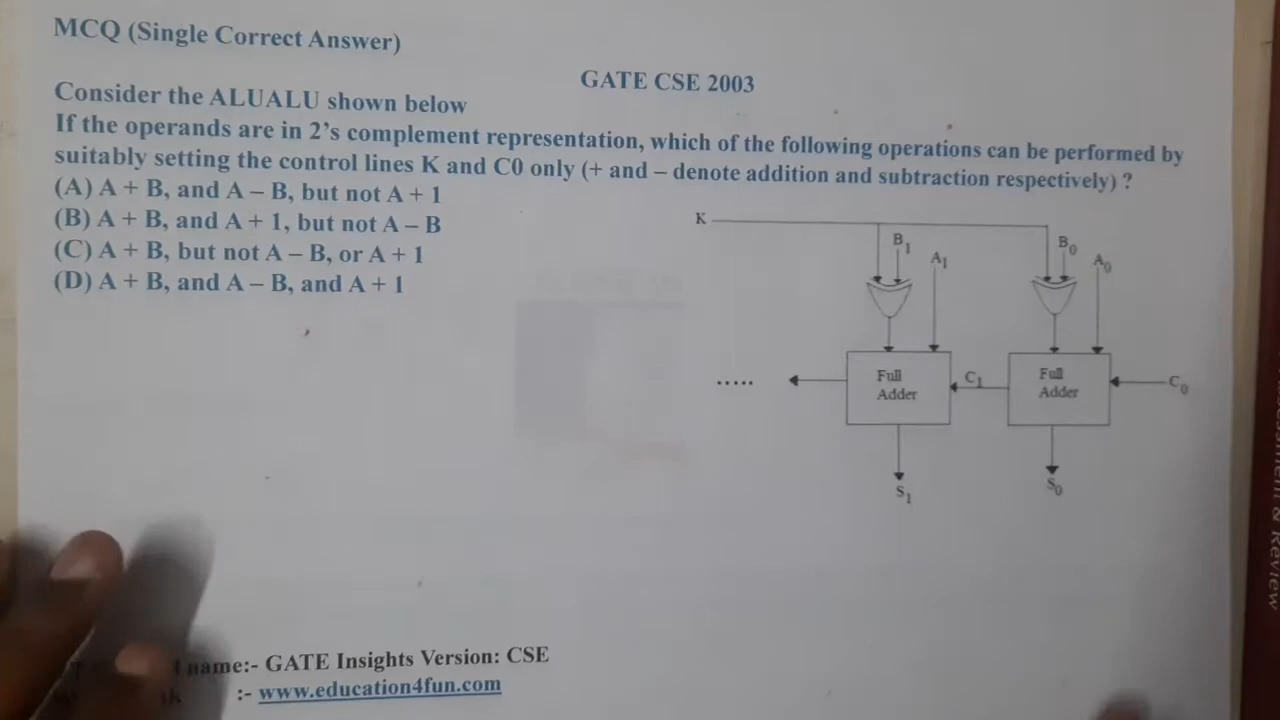 MCQ (Single Correct Answer)
GATE CSE 2003
Consider the ALUALU shown below
If the operands are in 2's complement representation, which of the following operations can be performed by
suitably setting the control lines K and C0 only (+ and – denote addition and subtraction respectively) ?
(A) A + B, and A – B, but not A + 1
(B) A + B, and A + 1, but not A – B
(C) A + B, but not A – B, or A + 1
(D) A + B, and A – B, and A + 1
K
B1
A1
B0
A0
.....
Full
Adder
C1
Full
Adder
C0
S1
S0
name:- GATE Insights Version: CSE
:- www.education4fun.com
& Review